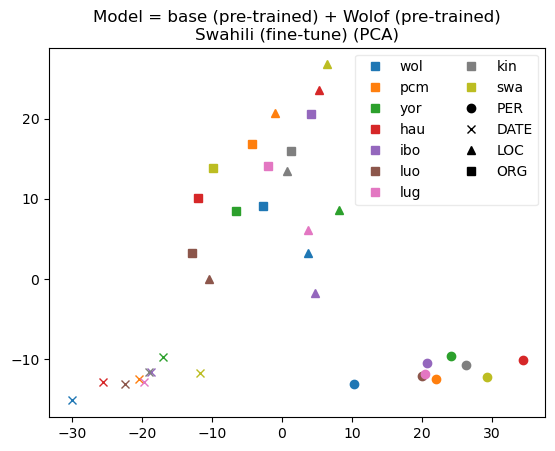 Model = base (pre-trained) + Wolof (pre-trained)
Swahili (fine-tune) (PCA)
wol
pcm
yor
hau
ibo
luo
lug
kin
swa
PER
DATE
LOC
ORG
20
10
0
−10
−30
−20
−10
0
10
20
30